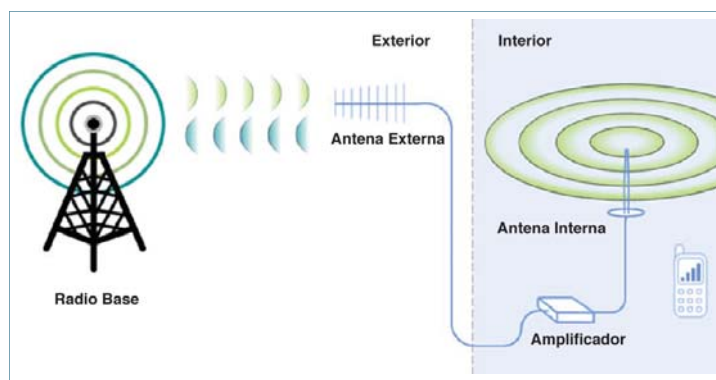 Exterior
Interior
Antena Externa
Antena Interna
Radio Base
Amplificador